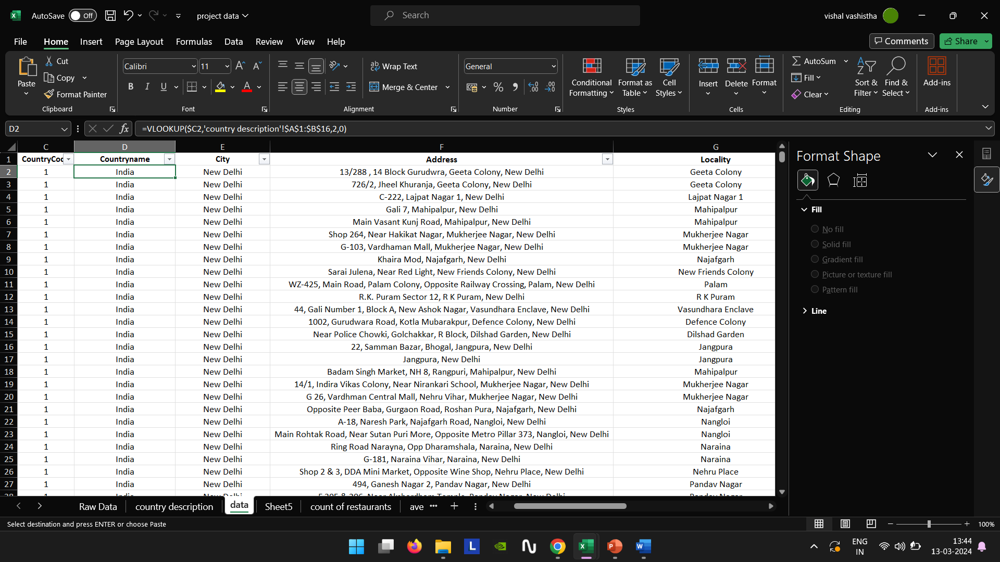 AutoSave Off project data Search vishal vashistha
File Home Insert Page Layout Formulas Data Review View Help Comments Share
Paste Cut Copy Format Painter Clipboard
Calibri 11 B I U A Font
Wrap Text Merge & Center Alignment
General % Number
Conditional Formatting Format as Table Cell Styles Styles
Insert Delete Format Cells
AutoSum Fill Clear Sort & Filter Find & Select Editing
Add-ins Add-ins
D2 fx =VLOOKUP($C2,'country description'!$A$1:$B$16,2,0)
C D E F G
1 CountryCod Countryname City Address Locality
2 1 India New Delhi 13/288 , 14 Block Gurudwra, Geeta Colony, New Delhi Geeta Colony
3 1 India New Delhi 726/2, Jheel Khuranja, Geeta Colony, New Delhi Geeta Colony
4 1 India New Delhi C-222, Lajpat Nagar 1, New Delhi Lajpat Nagar 1
5 1 India New Delhi Gali 7, Mahipalpur, New Delhi Mahipalpur
6 1 India New Delhi Main Vasant Kunj Road, Mahipalpur, New Delhi Mahipalpur
7 1 India New Delhi Shop 264, Near Hakikat Nagar, Mukherjee Nagar, New Delhi Mukherjee Nagar
8 1 India New Delhi G-103, Vardhaman Mall, Mukherjee Nagar, New Delhi Mukherjee Nagar
9 1 India New Delhi Khaira Mod, Najafgarh, New Delhi Najafgarh
10 1 India New Delhi Sarai Julena, Near Red Light, New Friends Colony, New Delhi New Friends Colony
11 1 India New Delhi WZ-425, Main Road, Palam Colony, Opposite Railway Crossing, Palam, New Delhi Palam
12 1 India New Delhi R.K. Puram Sector 12, R K Puram, New Delhi R K Puram
13 1 India New Delhi 44, Gali Number 1, Block A, New Ashok Nagar, Vasundhara Enclave, New Delhi Vasundhara Enclave
14 1 India New Delhi 1002, Gurudwara Road, Kotla Mubarakpur, Defence Colony, New Delhi Defence Colony
15 1 India New Delhi Near Police Chowki, Golchakkar, R Block, Dilshad Garden, New Delhi Dilshad Garden
16 1 India New Delhi 22, Samman Bazar, Bhogal, Jangpura, New Delhi Jangpura
17 1 India New Delhi Jangpura, New Delhi Jangpura
18 1 India New Delhi Badam Singh Market, NH 8, Rangpuri, Mahipalpur, New Delhi Mahipalpur
19 1 India New Delhi 14/1, Indira Vikas Colony, Near Nirankari School, Mukherjee Nagar, New Delhi Mukherjee Nagar
20 1 India New Delhi G 26, Vardhman Central Mall, Nehru Vihar, Mukherjee Nagar, New Delhi Mukherjee Nagar
21 1 India New Delhi Opposite Peer Baba, Gurgaon Road, Roshan Pura, Najafgarh, New Delhi Najafgarh
22 1 India New Delhi A-18, Naresh Park, Najafgarh Road, Nangloi, New Delhi Nangloi
23 1 India New Delhi Main Rohtak Road, Near Sutan Puri More, Opposite Metro Pillar 373, Nangloi, New Delhi Nangloi
24 1 India New Delhi Ring Road Narayna, Opp Dharamshala, Naraina, New Delhi Naraina
25 1 India New Delhi G-181, Naraina Vihar, Naraina, New Delhi Naraina
26 1 India New Delhi Shop 2 & 3, DDA Mini Market, Opposite Wine Shop, Nehru Place, New Delhi Nehru Place
27 1 India New Delhi 494, Ganesh Nagar 2, Pandav Nagar, New Delhi Pandav Nagar
Format Shape
Fill
No fill
Solid fill
Gradient fill
Picture or texture fill
Pattern fill
Line
Raw Data country description data Sheet5 count of restaurants ave
Select destination and press ENTER or choose Paste 100%
ENG IN 13:44
13-03-2024